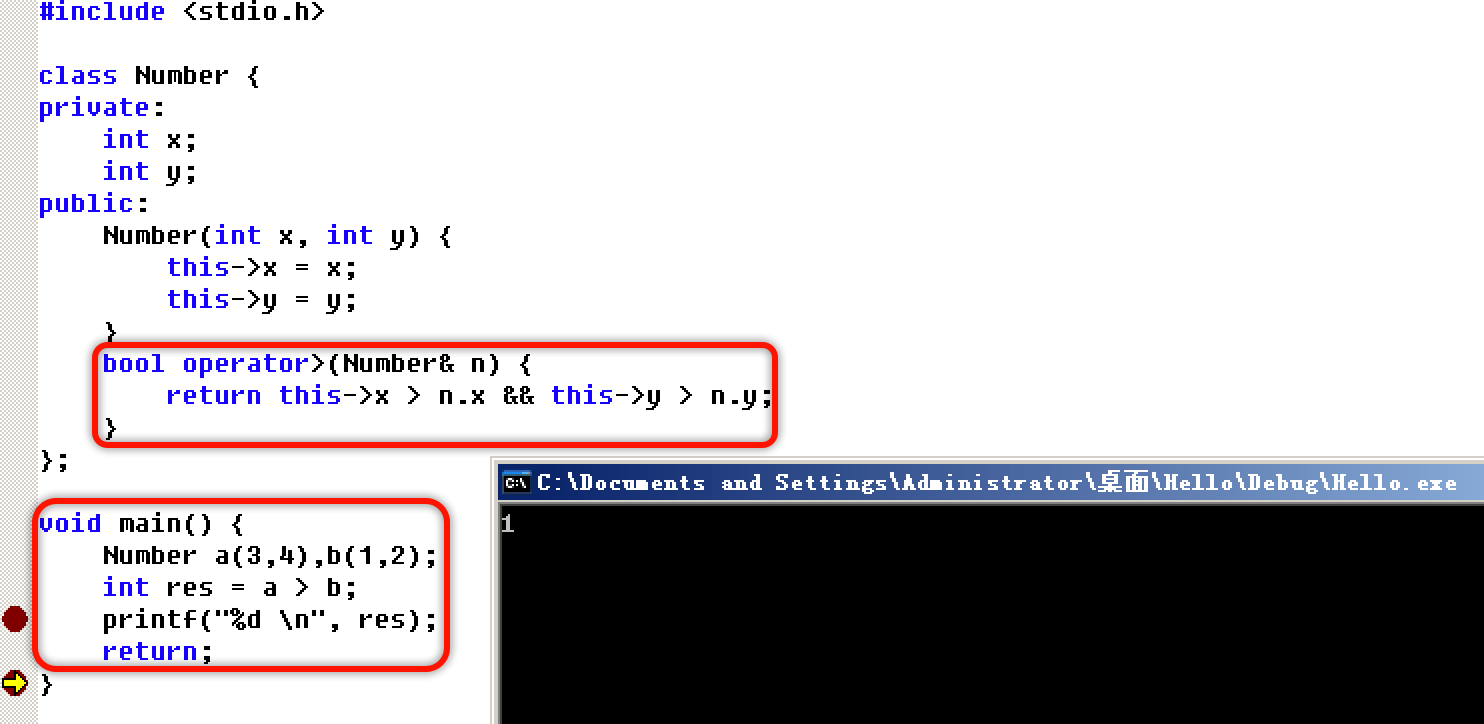 #include <stdio.h>
class Number {
private:
    int x;
    int y;
public:
    Number(int x, int y) {
        this->x = x;
        this->y = y;
    }
    bool operator>(Number& n) {
        return this->x > n.x && this->y > n.y;
    }
};
void main() {
    Number a(3,4),b(1,2);
    int res = a > b;
    printf("%d \n", res);
    return;
}
C:\Documents and Settings\Administrator\桌面\Hello\Debug\Hello.exe
1